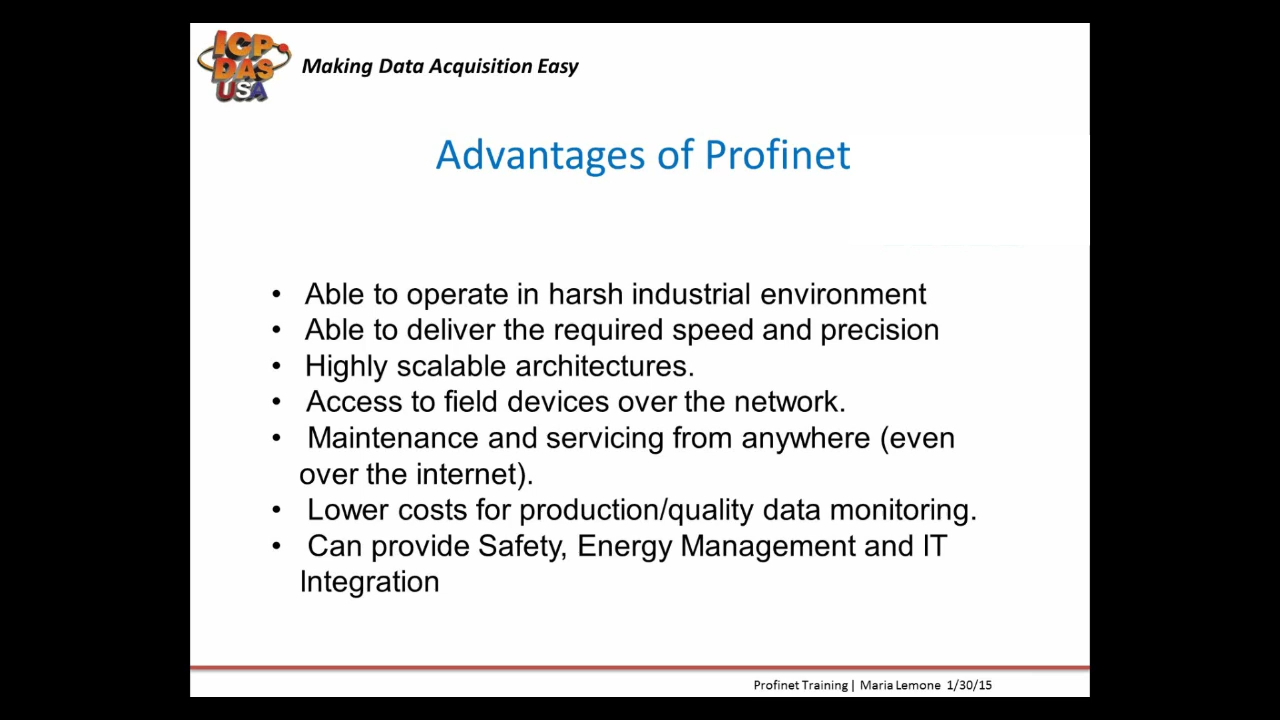 ICP
DAS
USA
Making Data Acquisition Easy
Advantages of Profinet
• Able to operate in harsh industrial environment
• Able to deliver the required speed and precision
• Highly scalable architectures.
• Access to field devices over the network.
• Maintenance and servicing from anywhere (even
over the internet).
• Lower costs for production/quality data monitoring.
• Can provide Safety, Energy Management and IT
Integration
Profinet Training | Maria Lemone 1/30/15